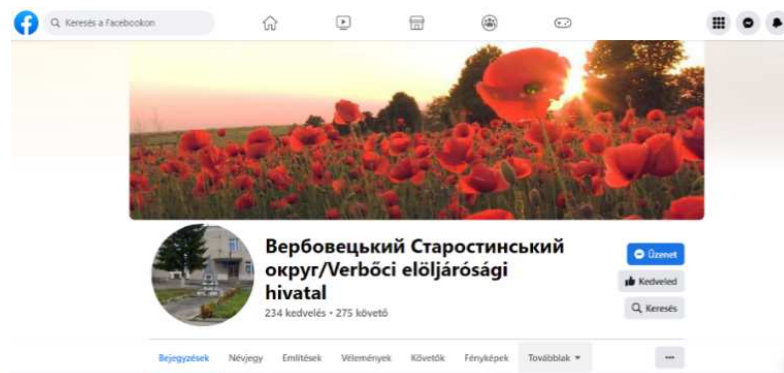 Keresés a Facebookon
Вербовецький Старостинський
округ/Verbőci elöljárósági
hivatal
234 kedvelés • 275 követő
Üzenet
Kedveled
Keresés
Bejegyzések Névjegy Említések Vélemények Követők Fényképek Továbbiak